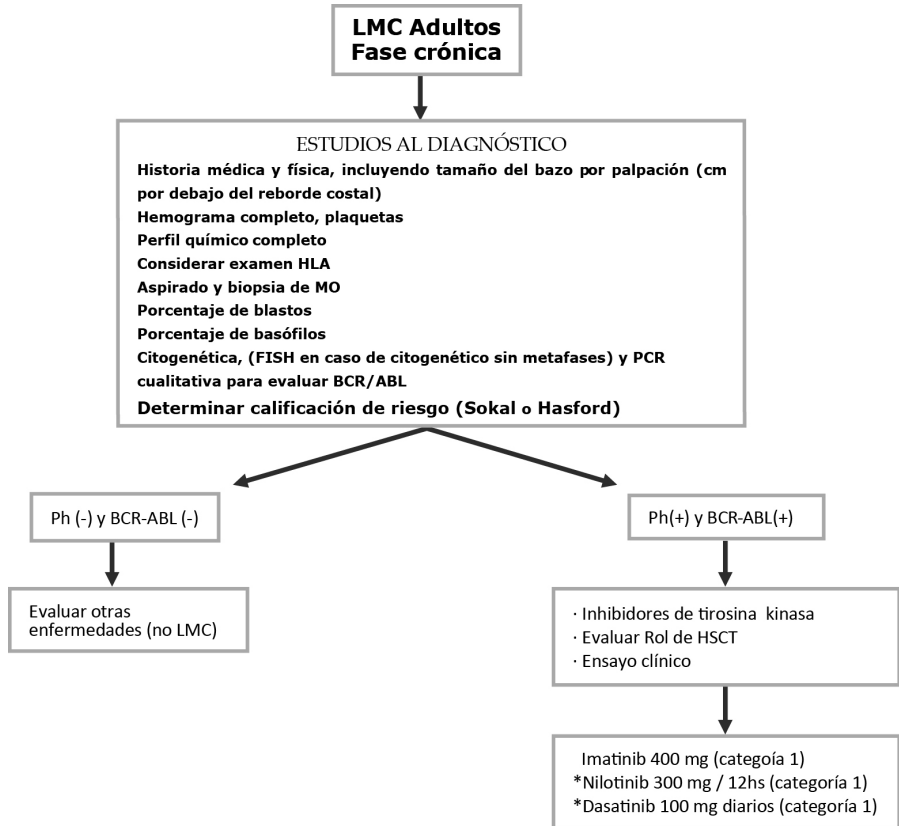 LMC Adultos
Fase crónica
ESTUDIOS AL DIAGNÓSTICO
Historia médica y física, incluyendo tamaño del bazo por palpación (cm
por debajo del reborde costal)
Hemograma completo, plaquetas
Perfil químico completo
Considerar examen HLA
Aspirado y biopsia de MO
Porcentaje de blastos
Porcentaje de basófilos
Citogenética, (FISH en caso de citogenético sin metafases) y PCR
cualitativa para evaluar BCR/ABL
Determinar calificación de riesgo (Sokal o Hasford)
Ph (-) y BCR-ABL (-)
Evaluar otras
enfermedades (no LMC)
Ph(+) y BCR-ABL(+)
· Inhibidores de tirosina kinasa
· Evaluar Rol de HSCT
· Ensayo clínico
Imatinib 400 mg (categoía 1)
*Nilotinib 300 mg / 12hs (categoría 1)
*Dasatinib 100 mg diarios (categoría 1)